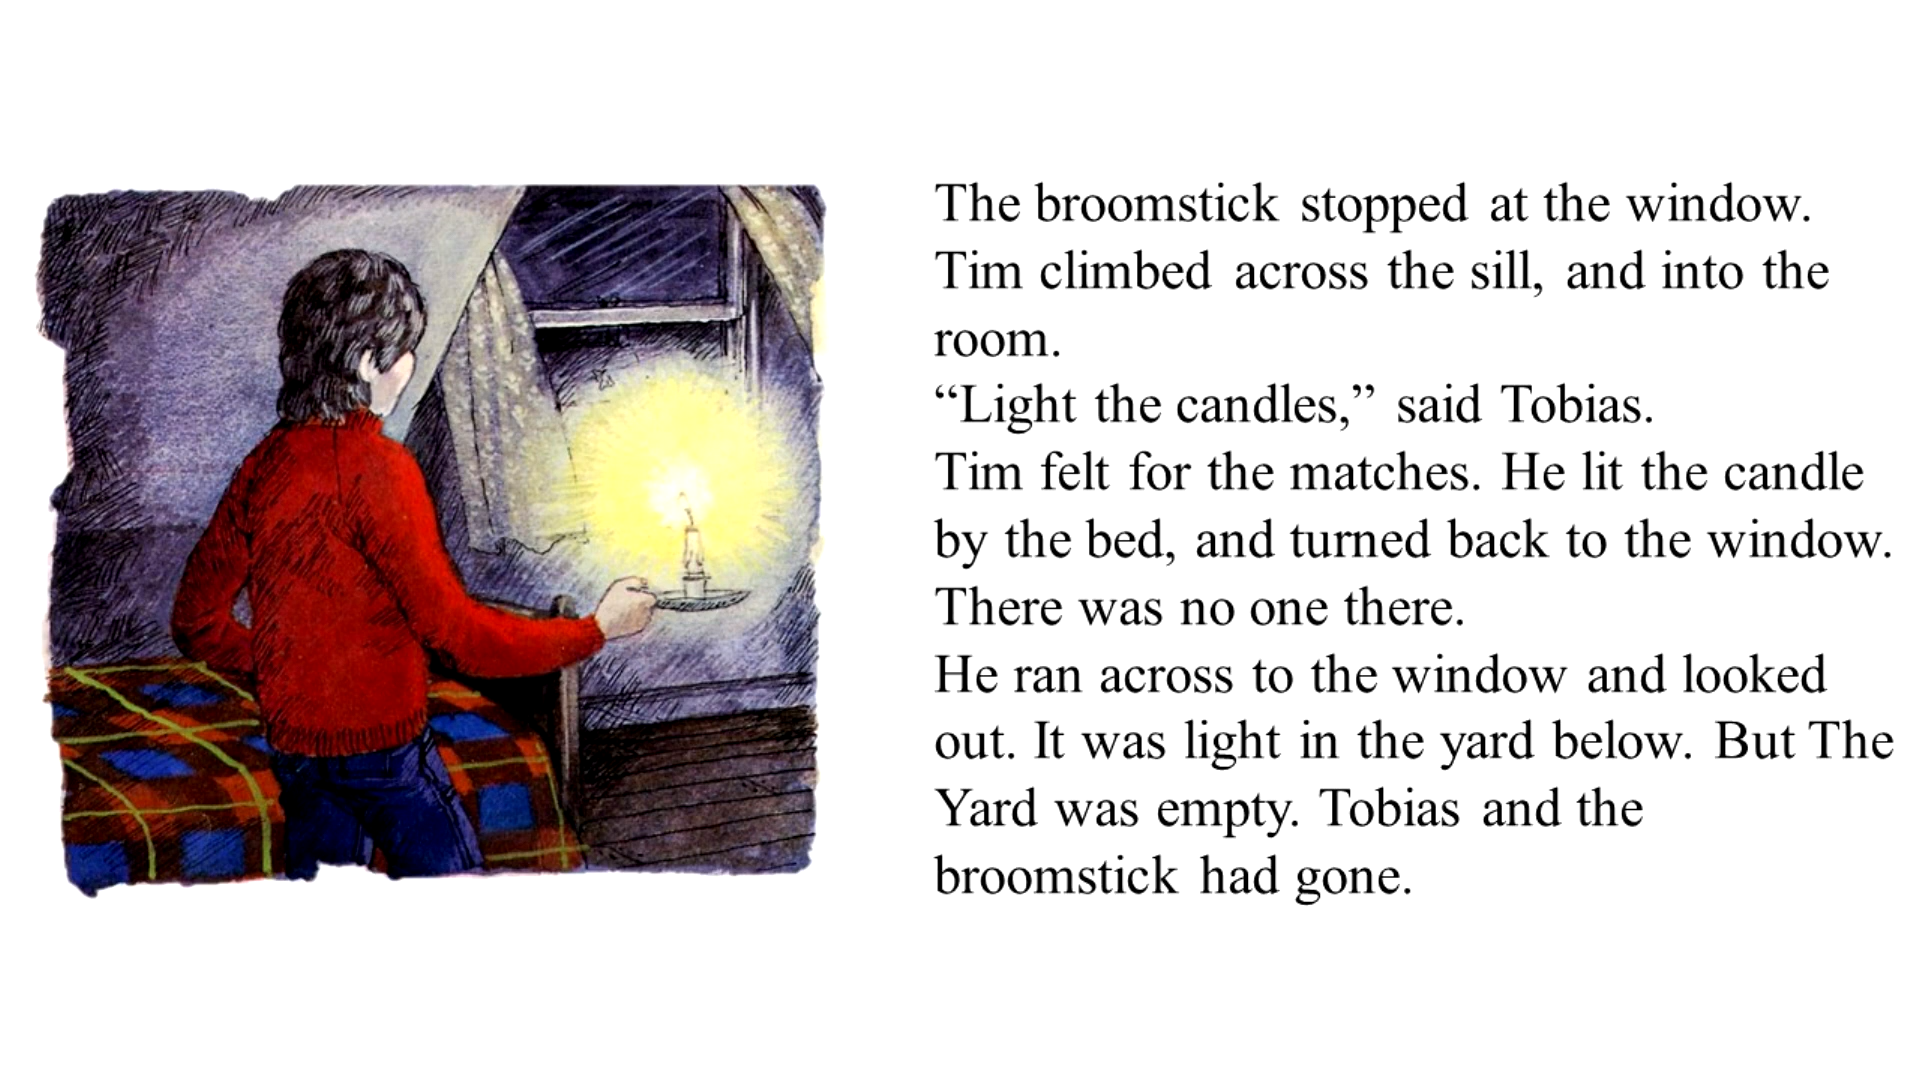 The broomstick stopped at the window.
Tim climbed across the sill, and into the
room.
“Light the candles,” said Tobias.
Tim felt for the matches. He lit the candle
by the bed, and turned back to the window.
There was no one there.
He ran across to the window and looked
out. It was light in the yard below. But The
Yard was empty. Tobias and the
broomstick had gone.